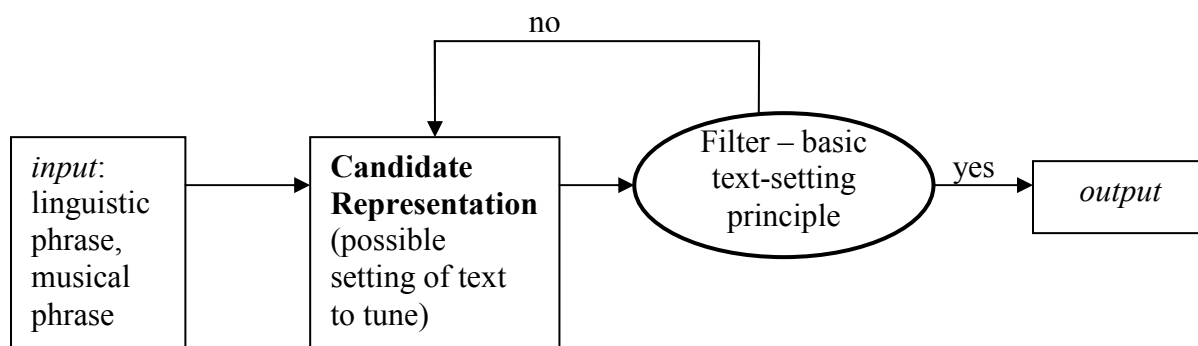 no
input:
linguistic
phrase,
musical
phrase
Candidate
Representation
(possible
setting of text
to tune)
Filter – basic
text-setting
principle
yes
output